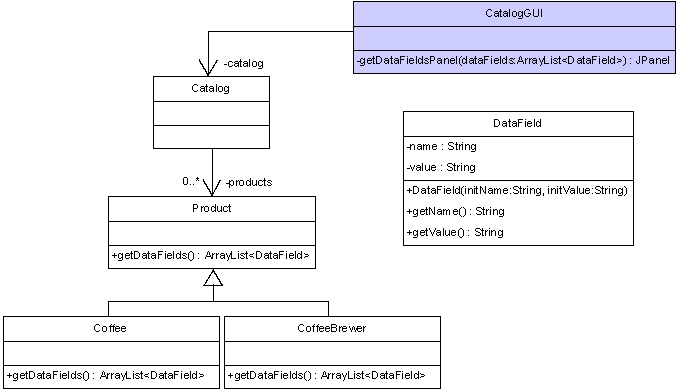 CatalogGUI
-getDataFieldsPanel(dataFields:ArrayList<DataField>) : JPanel
-catalog
Catalog
DataField
-name : String
-value : String
+DataField(initName:String, initValue:String)
+getName() : String
+getValue() : String
0..* -products
Product
+getDataFields() : ArrayList<DataField>
Coffee
+getDataFields() : ArrayList<DataField>
CoffeeBrewer
+getDataFields() : ArrayList<DataField>